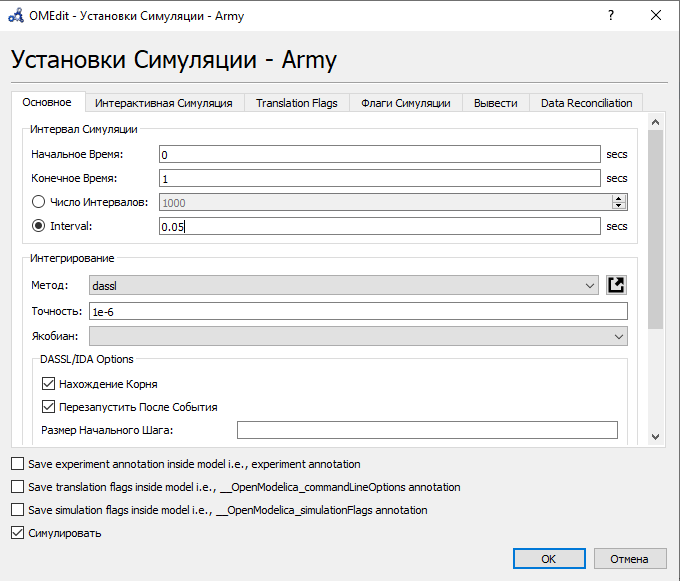 OMEdit - Установки Симуляции - Army
Установки Симуляции - Army
Основное Интерактивная Симуляция Translation Flags Флаги Симуляции Вывести Data Reconciliation
Интервал Симуляции
Начальное Время: 0 secs
Конечное Время: 1 secs
Число Интервалов: 1000
Interval: 0.05 secs
Интегрирование
Метод: dassl
Точность: 1e-6
Якобиан:
DASSL/IDA Options
Нахождение Корня
Перезапустить После События
Размер Начального Шага:
Save experiment annotation inside model i.e., experiment annotation
Save translation flags inside model i.e., __OpenModelica_commandLineOptions annotation
Save simulation flags inside model i.e., __OpenModelica_simulationFlags annotation
Симулировать
OK Отмена